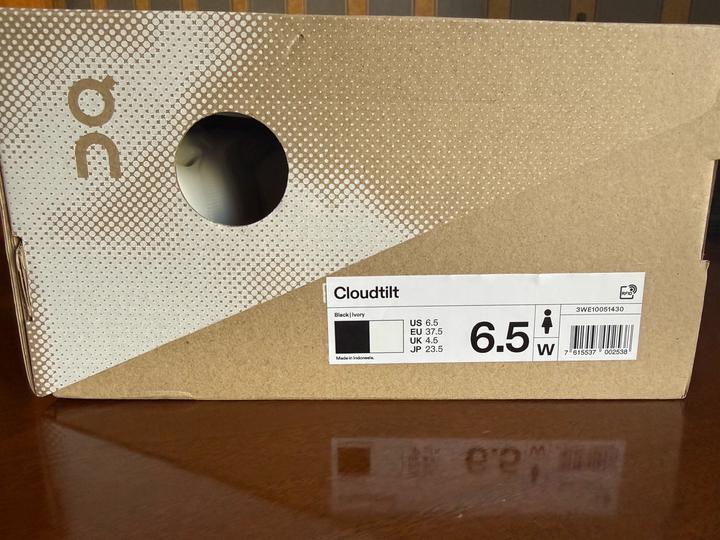 on
Cloudtilt
RFID
Black | Ivory
US 6.5
EU 37.5
UK 4.5
JP 23.5
Made in Indonesia.
6.5
W
3WE10051430
7 615537 002538